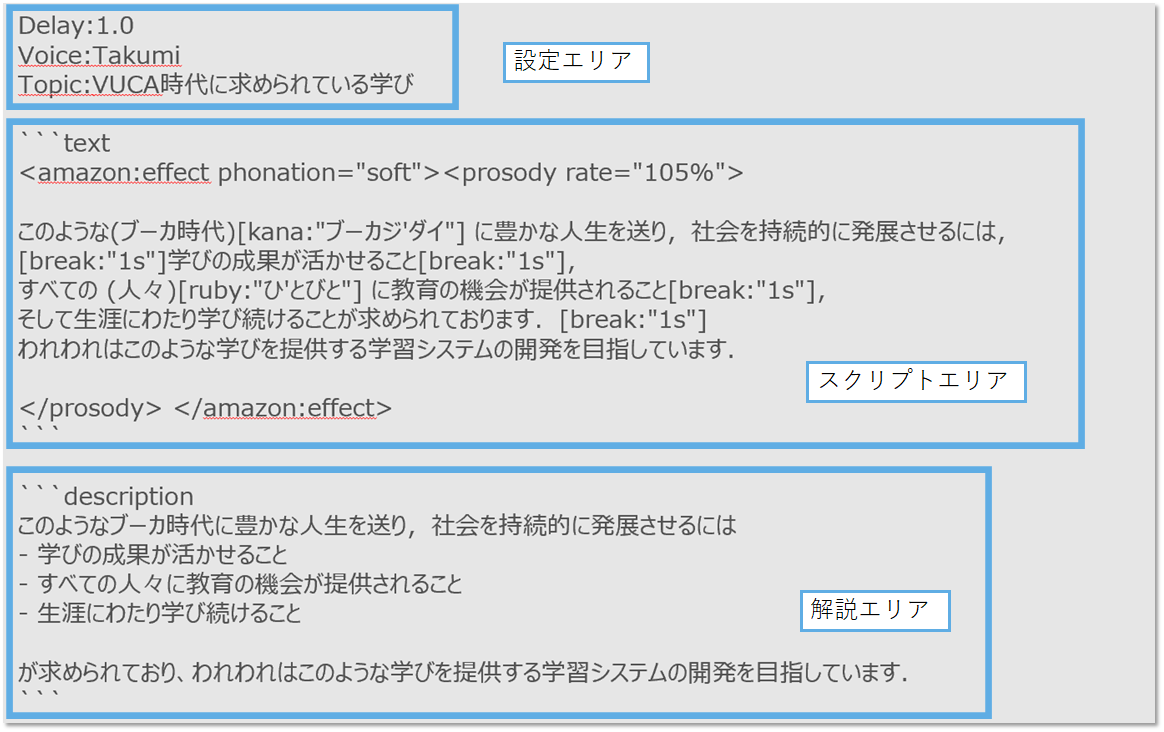 Delay:1.0
Voice:Takumi
Topic:VUCA時代に求められている学び
設定エリア
```text
<amazon:effect phonation="soft"><prosody rate="105%">
このような(ブーカ時代)[kana:"ブーカジ'ダイ"] に豊かな人生を送り，社会を持続的に発展させるには，
[break:"1s"]学びの成果が活かせること[break:"1s"],
すべての (人々)[ruby:"ひ'とびと"] に教育の機会が提供されること[break:"1s"],
そして生涯にわたり学び続けることが求められております．[break:"1s"]
われわれはこのような学びを提供する学習システムの開発を目指しています．
スクリプトエリア
</prosody> </amazon:effect>
```
```description
このようなブーカ時代に豊かな人生を送り，社会を持続的に発展させるには
- 学びの成果が活かせること
- すべての人々に教育の機会が提供されること
- 生涯にわたり学び続けること
解説エリア
が求められており、われわれはこのような学びを提供する学習システムの開発を目指しています．
```